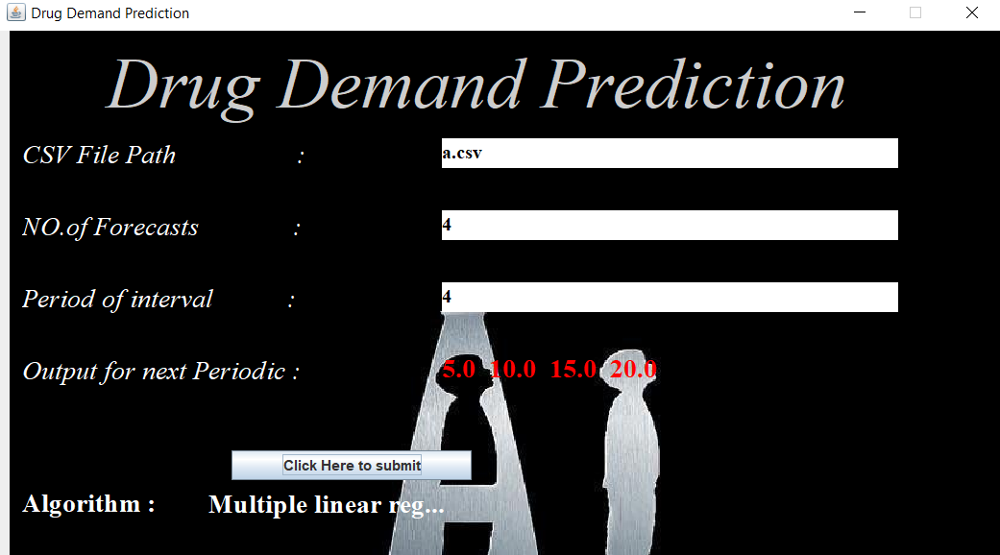 Drug Demand Prediction
Drug Demand Prediction
CSV File Path : a.csv
NO.of Forecasts : 4
Period of interval : 4
Output for next Periodic : 5.0 10.0 15.0 20.0
Click Here to submit
Algorithm : Multiple linear reg...